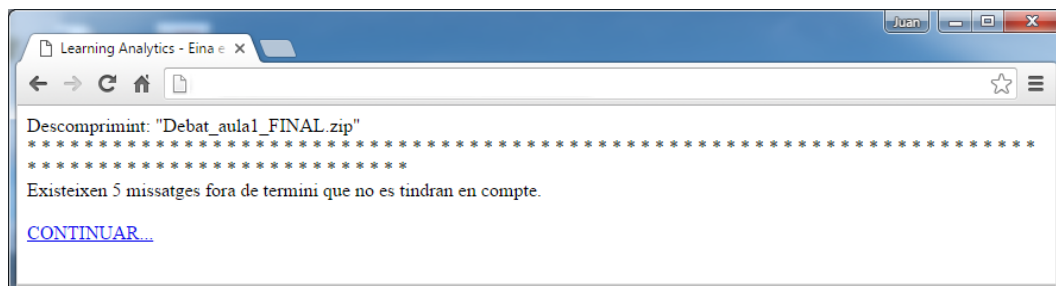 Juan
Learning Analytics - Eina e
Descomprimint: "Debat_aula1_FINAL.zip"
* * * * * * * * * * * * * * * * * * * * * * * * * * * * * * * * * * * * * * * * * * * * * * * * * * * * * * * * * * * * * * * * * * * * * * *
* * * * * * * * * * * * * * * * * * * * * * * * * * *
Existeixen 5 missatges fora de termini que no es tindran en compte.
CONTINUAR...